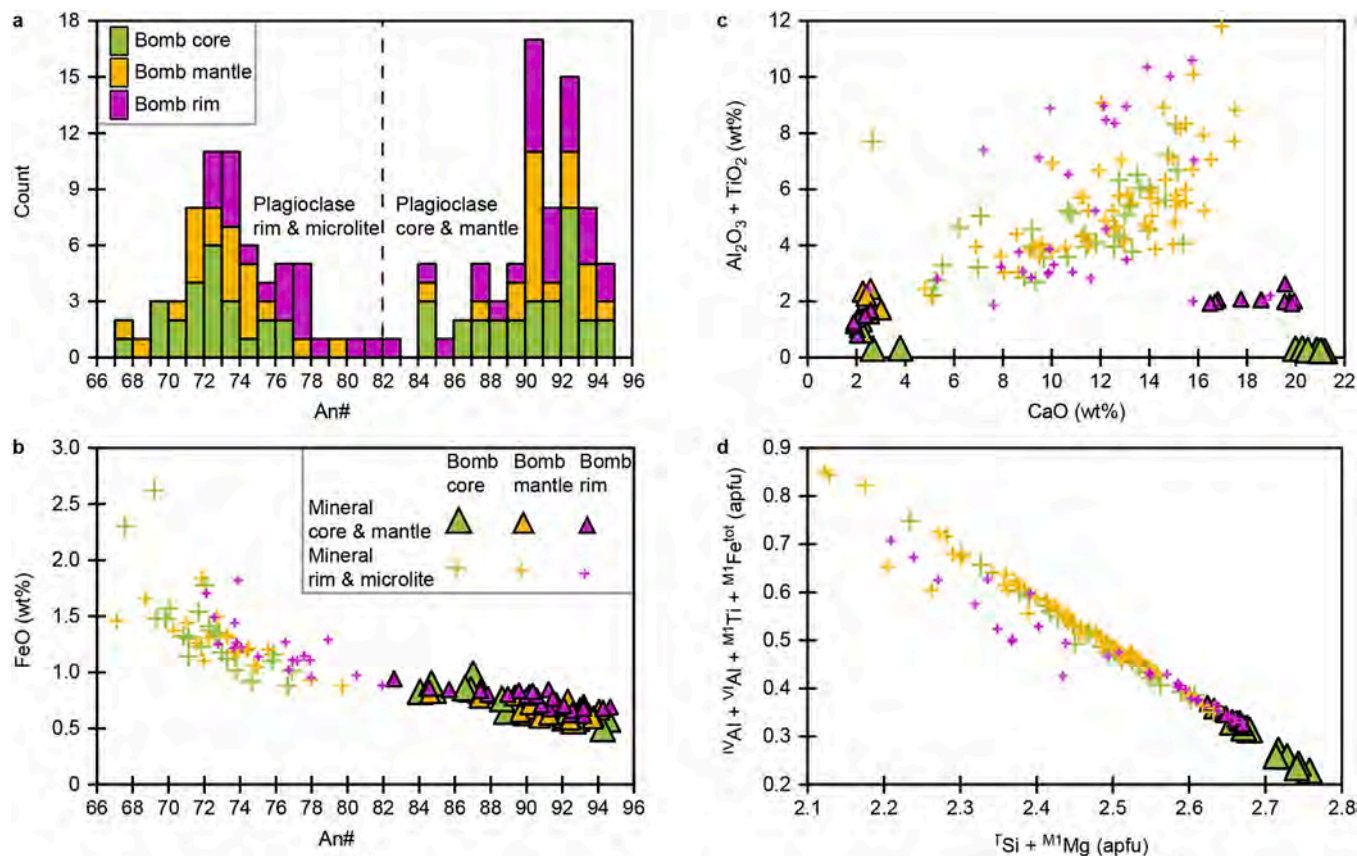 a
18
15
12
9
6
3
0
Count
Bomb core
Bomb mantle
Bomb rim
Plagioclase
rim & microlite
Plagioclase
core & mantle
66 68 70 72 74 76 78 80 82 84 86 88 90 92 94 95
An#
b
3.0
2.5
2.0
1.5
1.0
0.5
0
FeO (wt%)
Bomb core
Bomb mantle
Bomb rim
Mineral
core & mantle
Mineral
rim & microlite
66 68 70 72 74 76 78 80 82 84 86 88 90 92 94 95
An#
c
12
10
8
6
4
2
0
Al₂O₃ + TiO₂ (wt%)
0 2 4 6 8 10 12 14 16 18 20 22
CaO (wt%)
d
0.9
0.8
0.7
0.6
0.5
0.4
0.3
0.2
ᴵⱽAl + ⱽᴵAl + ᴹ¹Ti + ᴹ¹Feᵗᵒᵗ (apfu)
2.1 2.2 2.3 2.4 2.5 2.6 2.7 2.8
ᵀSi + ᴹ¹Mg (apfu)